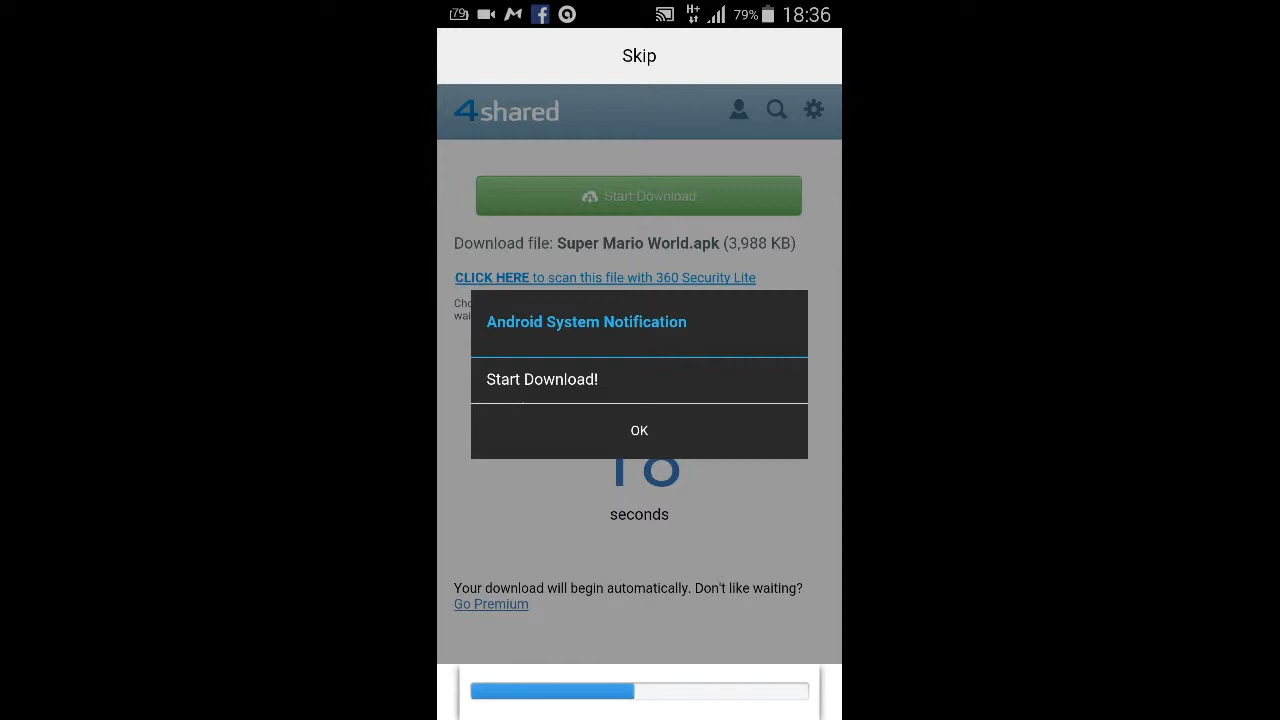 79 79% 18:36
Skip
4shared
Start Download
Download file: Super Mario World.apk (3,988 KB)
CLICK HERE to scan this file with 360 Security Lite
Android System Notification
Start Download!
OK
seconds
Your download will begin automatically. Don't like waiting?
Go Premium